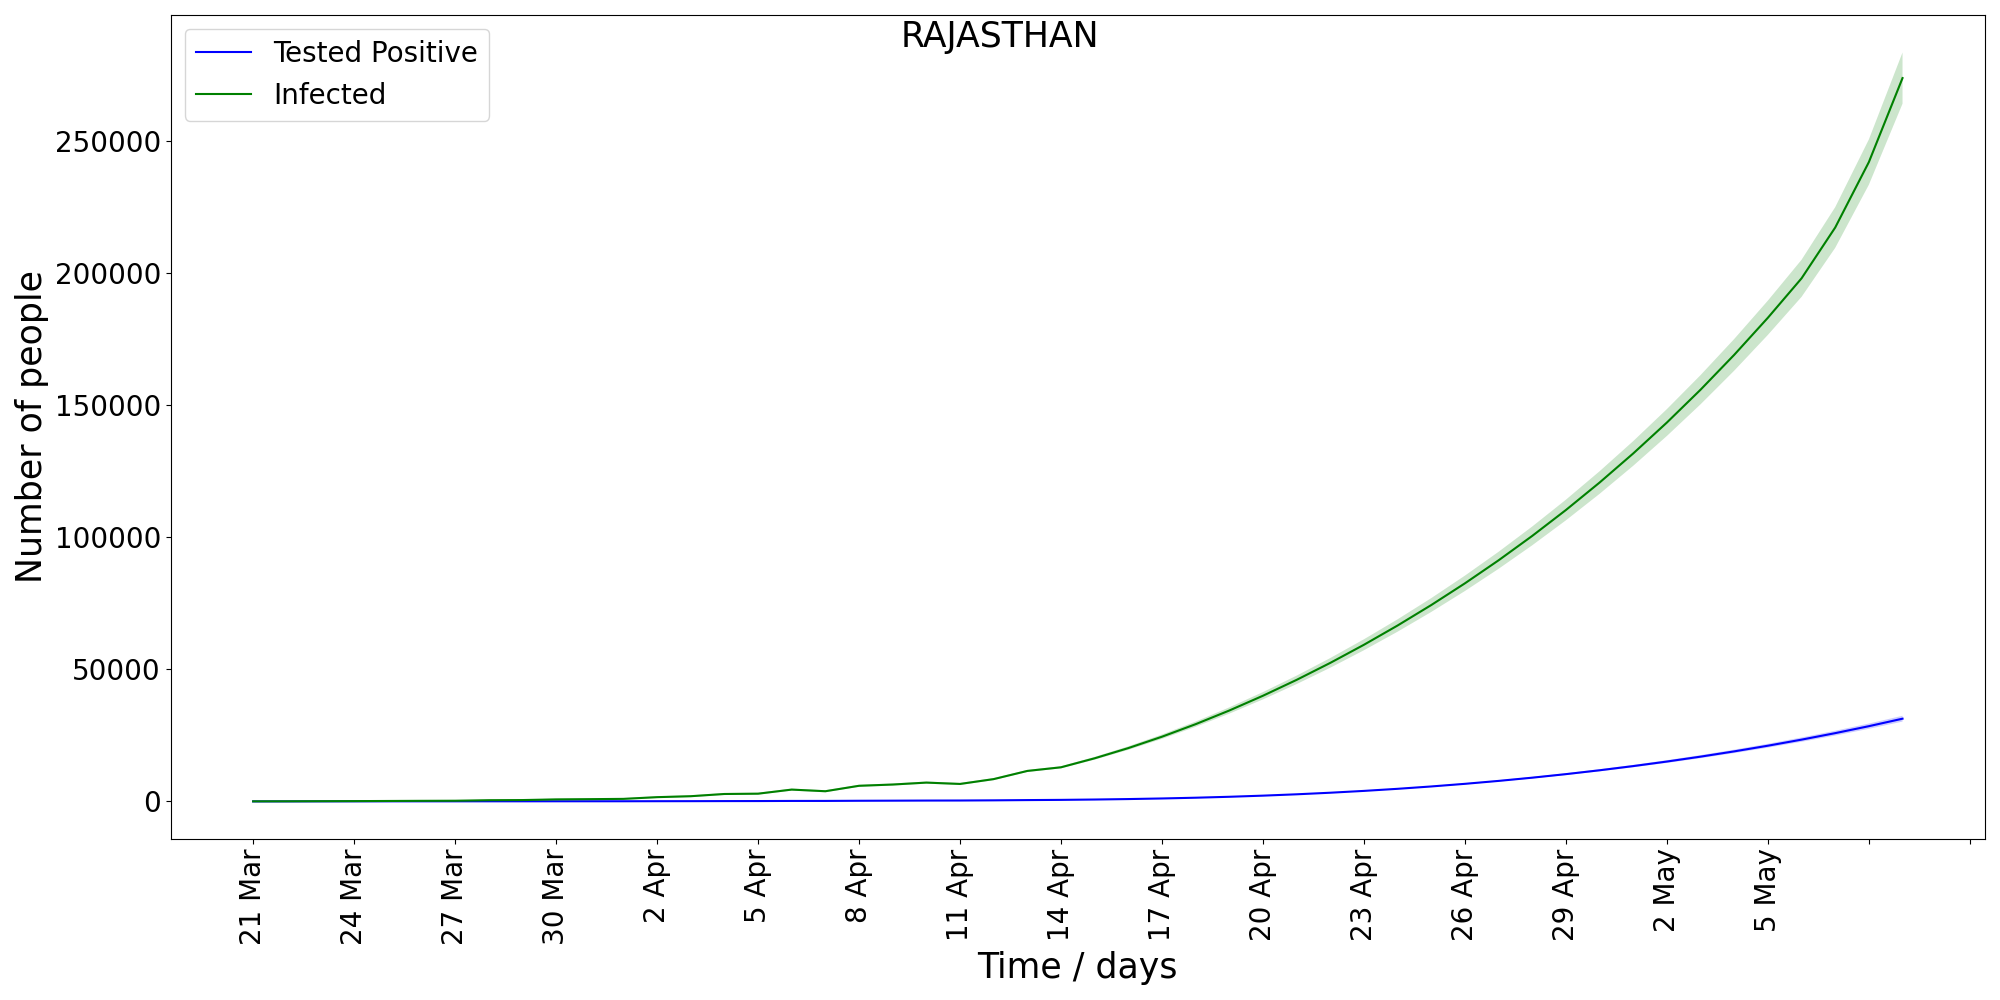 RAJASTHAN
Tested Positive
Infected
Number of people
250000
200000
150000
100000
50000
0
21 Mar
24 Mar
27 Mar
30 Mar
2 Apr
5 Apr
8 Apr
11 Apr
14 Apr
17 Apr
20 Apr
23 Apr
26 Apr
29 Apr
2 May
5 May
Time / days